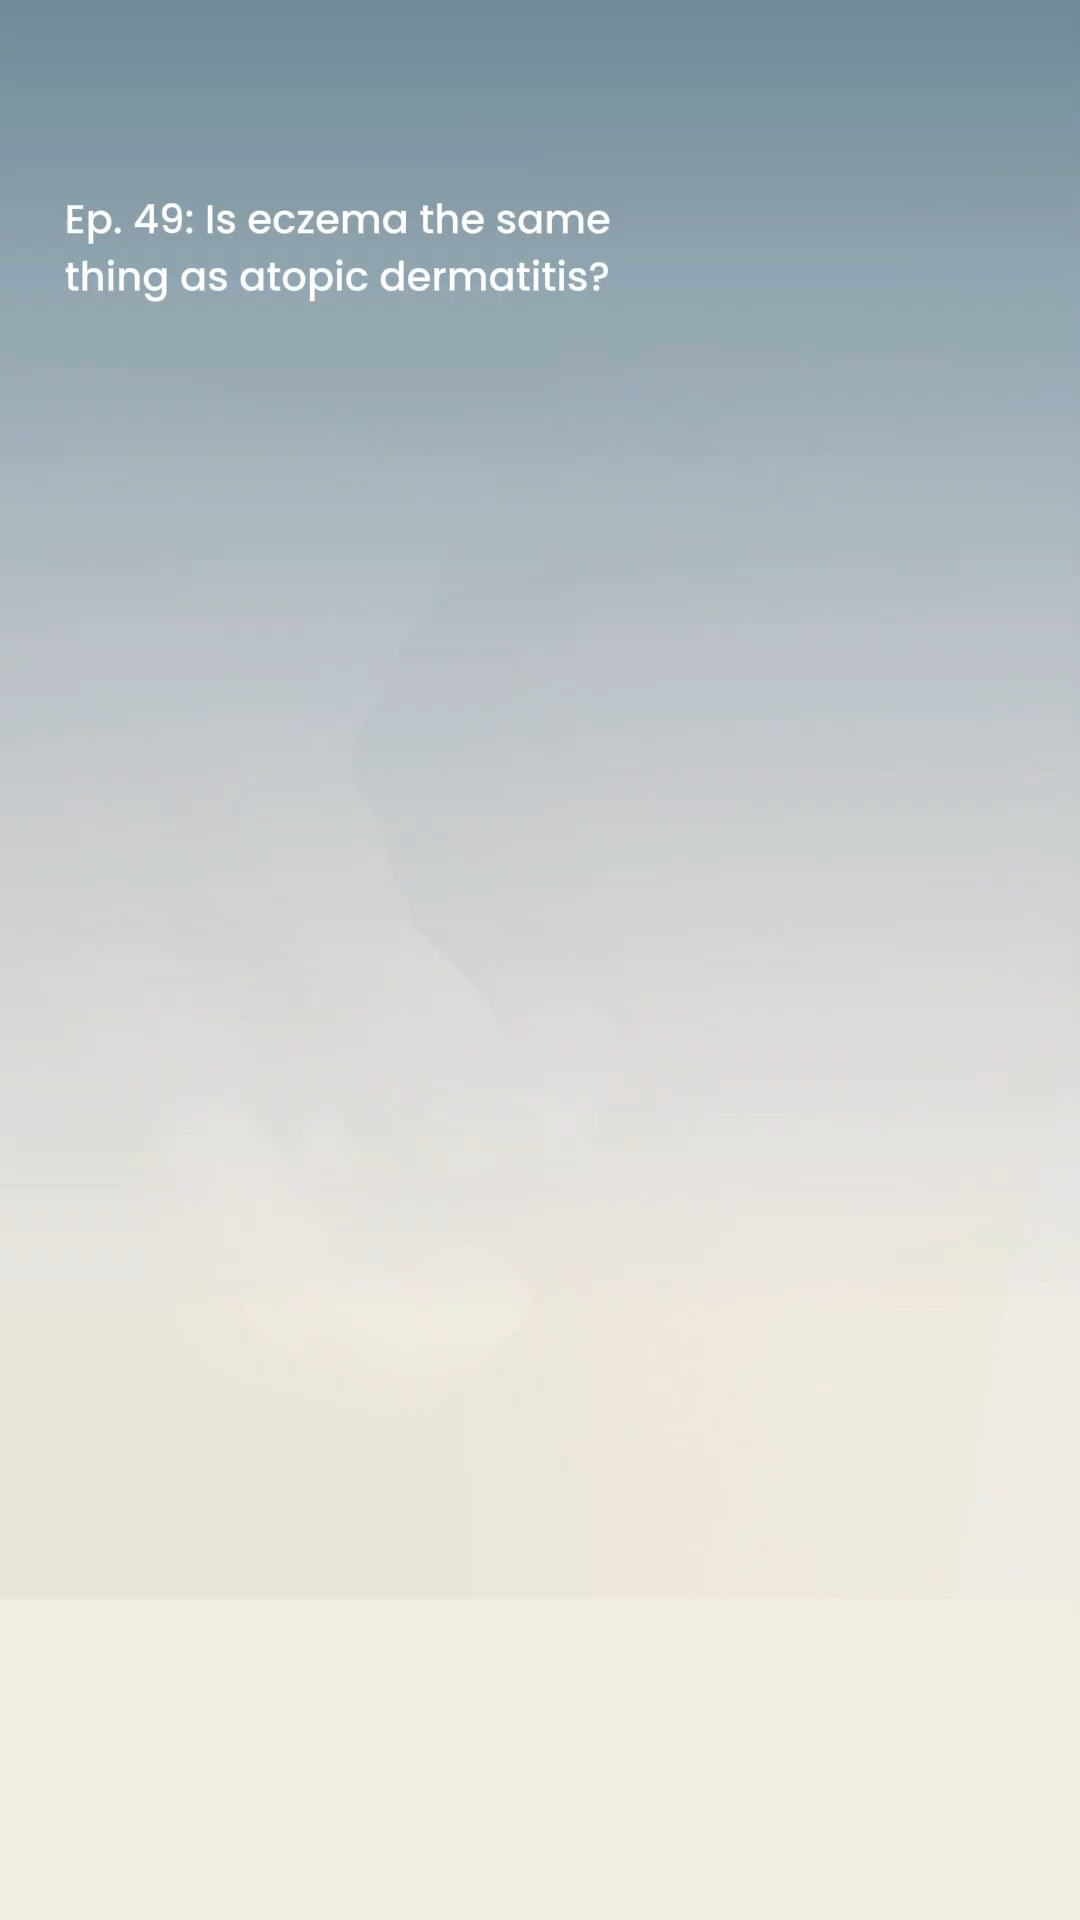 Ep. 49: Is eczema the same
thing as atopic dermatitis?